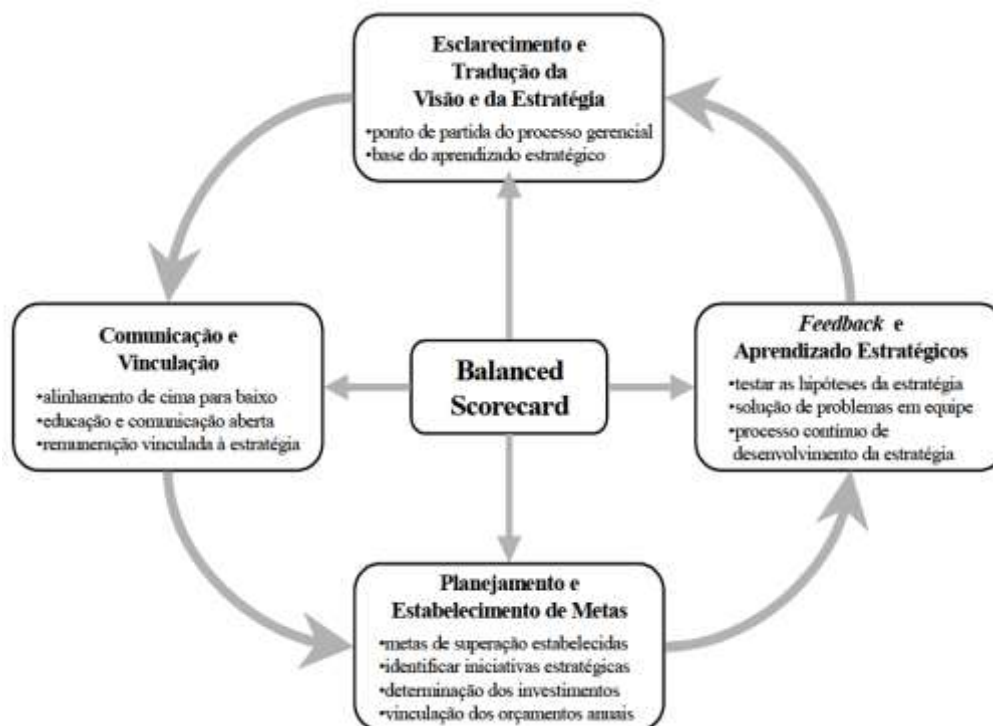 Esclarecimento e
Tradução da
Visão e da Estratégia
•ponto de partida do processo gerencial
•base do aprendizado estratégico
Comunicação e
Vinculação
•alinhamento de cima para baixo
•educação e comunicação aberta
•remuneração vinculada à estratégia
Balanced
Scorecard
Feedback e
Aprendizado Estratégicos
•testar as hipóteses da estratégia
•solução de problemas em equipe
•processo contínuo de
desenvolvimento da estratégia
Planejamento e
Estabelecimento de Metas
•metas de superação estabelecidas
•identificar iniciativas estratégicas
•determinação dos investimentos
•vinculação dos orçamentos anuais